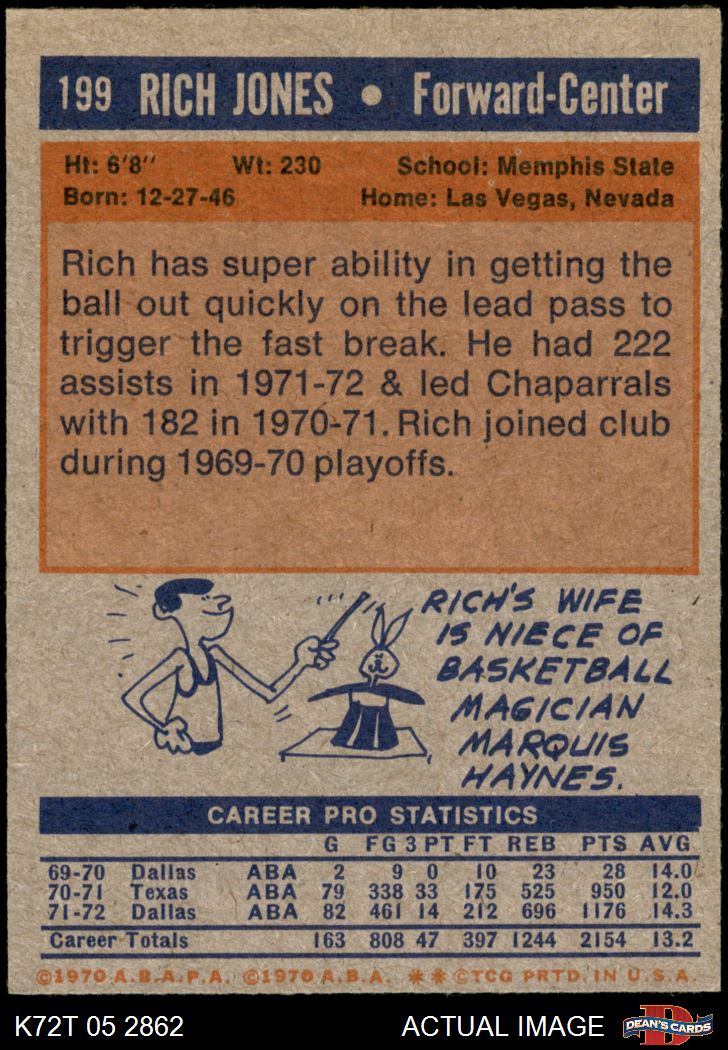 199 RICH JONES • Forward-Center
Ht: 6'8" Wt: 230 School: Memphis State
Born: 12-27-46 Home: Las Vegas, Nevada
Rich has super ability in getting the
ball out quickly on the lead pass to
trigger the fast break. He had 222
assists in 1971-72 & led Chaparrals
with 182 in 1970-71. Rich joined club
during 1969-70 playoffs.
RICH'S WIFE
IS NIECE OF
BASKETBALL
MAGICIAN
MARQUIS
HAYNES.
CAREER PRO STATISTICS
G FG 3 PT FT REB PTS AVG
69-70 Dallas ABA 2 9 0 10 23 28 14.0
70-71 Texas ABA 79 338 33 175 525 950 12.0
71-72 Dallas ABA 82 461 14 212 696 1176 14.3
Career Totals 163 808 47 397 1244 2154 13.2
©1970 A.B.A.P.A. ©1970 A.B.A. ** ©TCG PRTD. IN U.S.A.
K72T 05 2862 ACTUAL IMAGE D DEAN'S CARDS